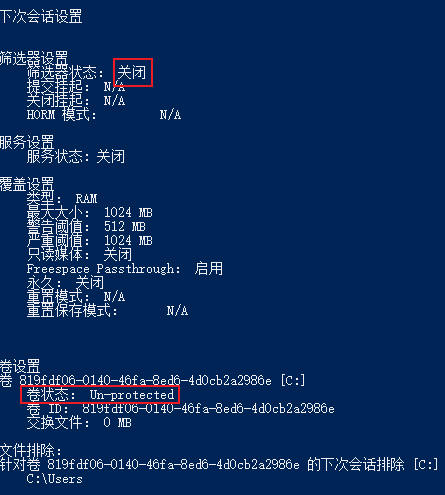 下次会话设置
筛选器设置
筛选器状态: 关闭
提交挂起: N/A
关闭挂起: N/A
HORM 模式: N/A
服务设置
服务状态: 关闭
覆盖设置
类型: RAM
最大大小: 1024 MB
警告阈值: 512 MB
严重阈值: 1024 MB
只读媒体: 关闭
Freespace Passthrough: 启用
永久: 关闭
重置模式: N/A
重置保存模式: N/A
卷设置
卷 819fdf06-0140-46fa-8ed6-4d0cb2a2986e [C:]
卷状态: Un-protected
卷 ID: 819fdf06-0140-46fa-8ed6-4d0cb2a2986e
交换文件: 0 MB
文件排除:
针对卷 819fdf06-0140-46fa-8ed6-4d0cb2a2986e 的下次会话排除 [C:]
C:\Users